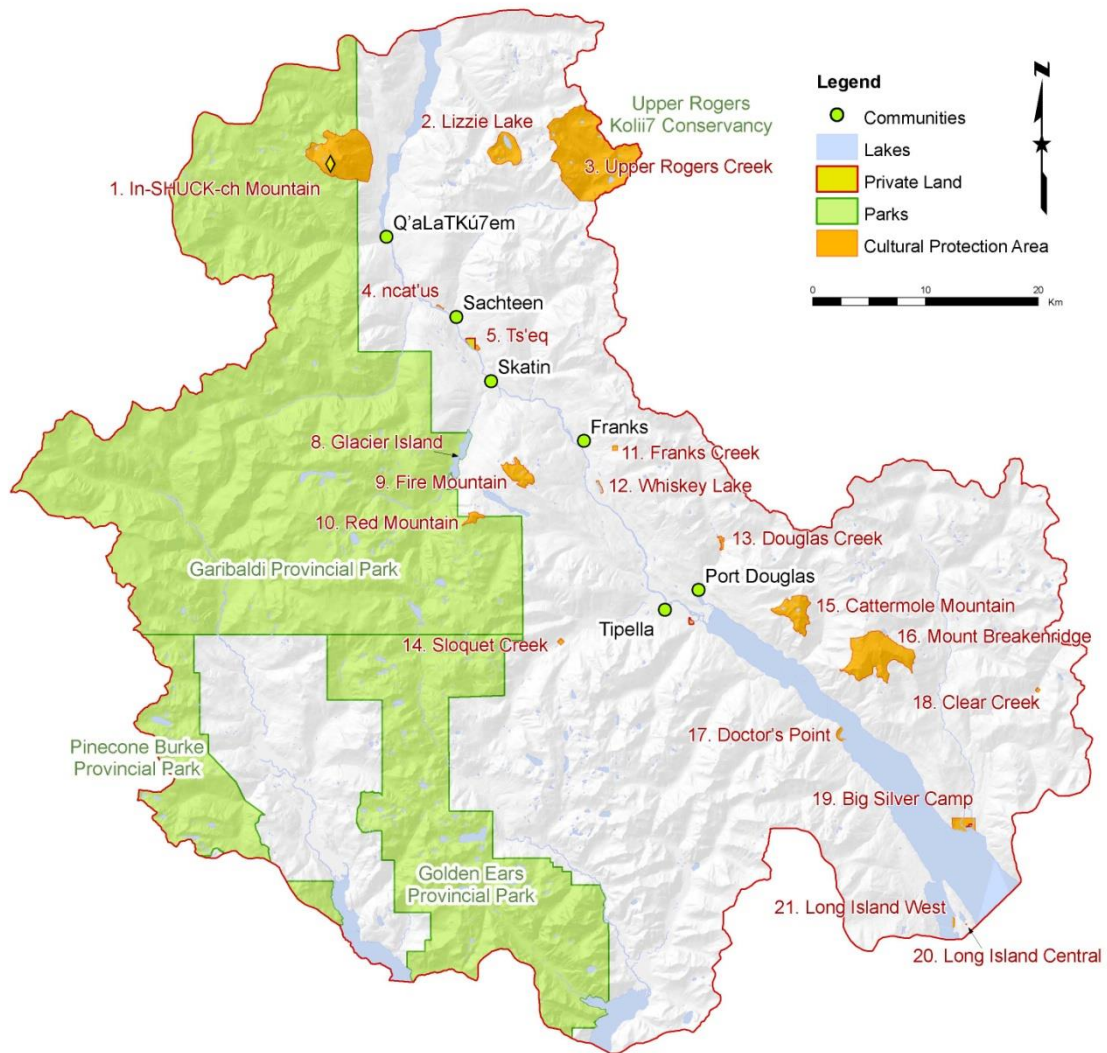 Legend
Communities
Lakes
Private Land
Parks
Cultural Protection Area
N
0 10 20
Km
Upper Rogers
Kolii7 Conservancy
2. Lizzie Lake
3. Upper Rogers Creek
1. In-SHUCK-ch Mountain
Q'aLaTKú7em
4. ncat'us
Sachteen
5. Ts'eq
Skatin
Franks
8. Glacier Island
11. Franks Creek
9. Fire Mountain
12. Whiskey Lake
10. Red Mountain
13. Douglas Creek
Garibaldi Provincial Park
Port Douglas
15. Cattermole Mountain
Tipella
16. Mount Breakenridge
14. Sloquet Creek
18. Clear Creek
17. Doctor's Point
Pinecone Burke
Provincial Park
19. Big Silver Camp
Golden Ears
Provincial Park
21. Long Island West
20. Long Island Central